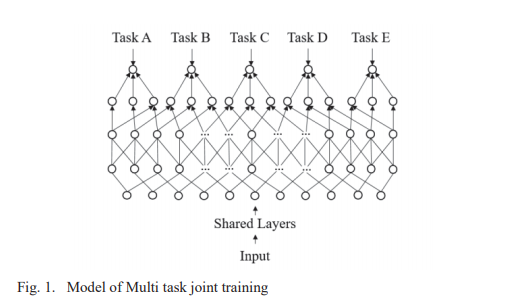 Task A Task B Task C Task D Task E
Shared Layers
Input
Fig. 1. Model of Multi task joint training